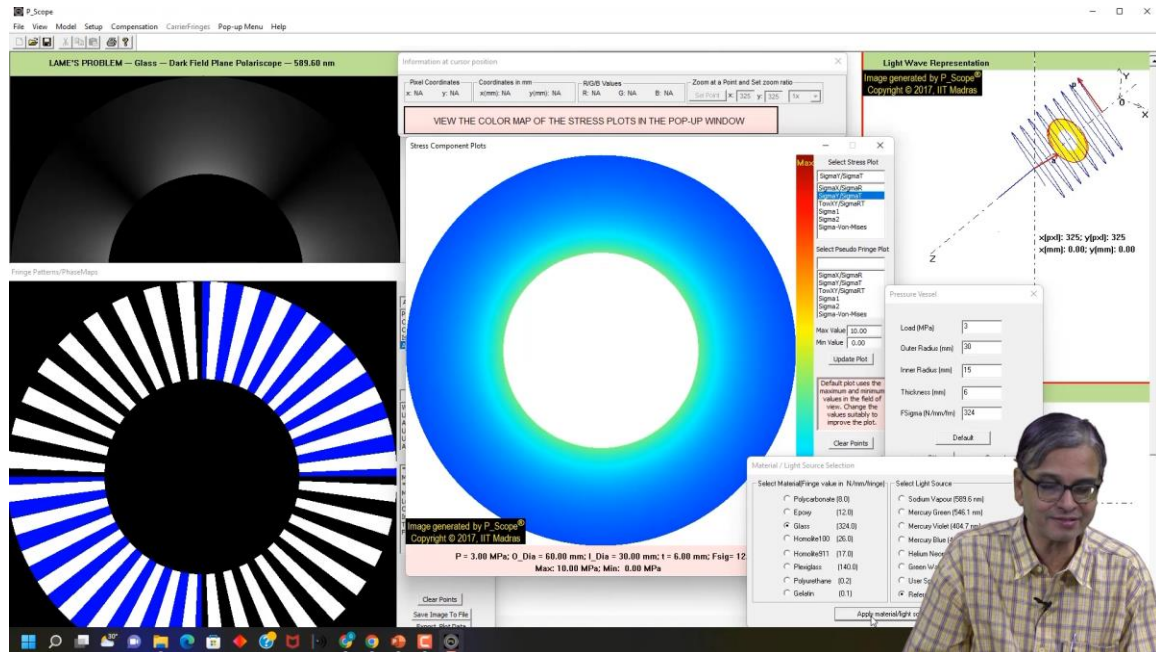 P_Scope
File View Model Setup Compensation CarrierFringes Pop-up Menu Help
LAME'S PROBLEM — Glass — Dark Field Plane Polariscope — 589.60 nm
Information at cursor position
Pixel Coordinates
x: NA y: NA
Coordinates in mm
x(mm): NA y(mm): NA
R/G/B Values
R: NA G: NA B: NA
Zoom at a Point and Set zoom ratio
Set Point X: 325 y: 325 1x
VIEW THE COLOR MAP OF THE STRESS PLOTS IN THE POP-UP WINDOW
Light Wave Representation
Image generated by P_Scope®
Copyright © 2017, IIT Madras
Y
X
Z
x(pxl): 325; y(pxl): 325
x(mm): 0.00; y(mm): 0.00
Stress Component Plots
Max
Select Stress Plot
SigmaY/SigmaT
SigmaX/SigmaR
SigmaY/SigmaT
TowXY/SigmaRT
Sigma1
Sigma2
Sigma-Von-Mises
Select Pseudo Fringe Plot
SigmaX/SigmaR
SigmaY/SigmaT
TowXY/SigmaRT
Sigma1
Sigma2
Sigma-Von-Mises
Max Value 10.00
Min Value 0.00
Update Plot
Default plot uses the
maximum and minimum
values in the field of
view. Change the
values suitably to
improve the plot.
Clear Points
Image generated by P_Scope®
Copyright © 2017, IIT Madras
P = 3.00 MPa; O_Dia = 60.00 mm; I_Dia = 30.00 mm; t = 6.00 mm; Fsig= 12.
Max: 10.00 MPa; Min: 0.00 MPa
Fringe Patterns/PhaseMaps
Clear Points
Save Image To File
Export Plot Data
Pressure Vessel
Load (MPa) 3
Outer Radius (mm) 30
Inner Radius (mm) 15
Thickness (mm) 6
FSigma (N/mm/frn) 324
Default
Material / Light Source Selection
Select Material(Fringe value in N/mm/fringe)
Polycarbonate (8.0)
Epoxy (12.0)
Glass (324.0)
Homolite100 (26.0)
Homolite911 (17.0)
Plexiglass (140.0)
Polyurethane (0.2)
Gelatin (0.1)
Select Light Source
Sodium Vapour (589.6 nm)
Mercury Green (546.1 nm)
Mercury Violet (404.7 nm)
Mercury Blue
Helium
Green
User
Apply material/light